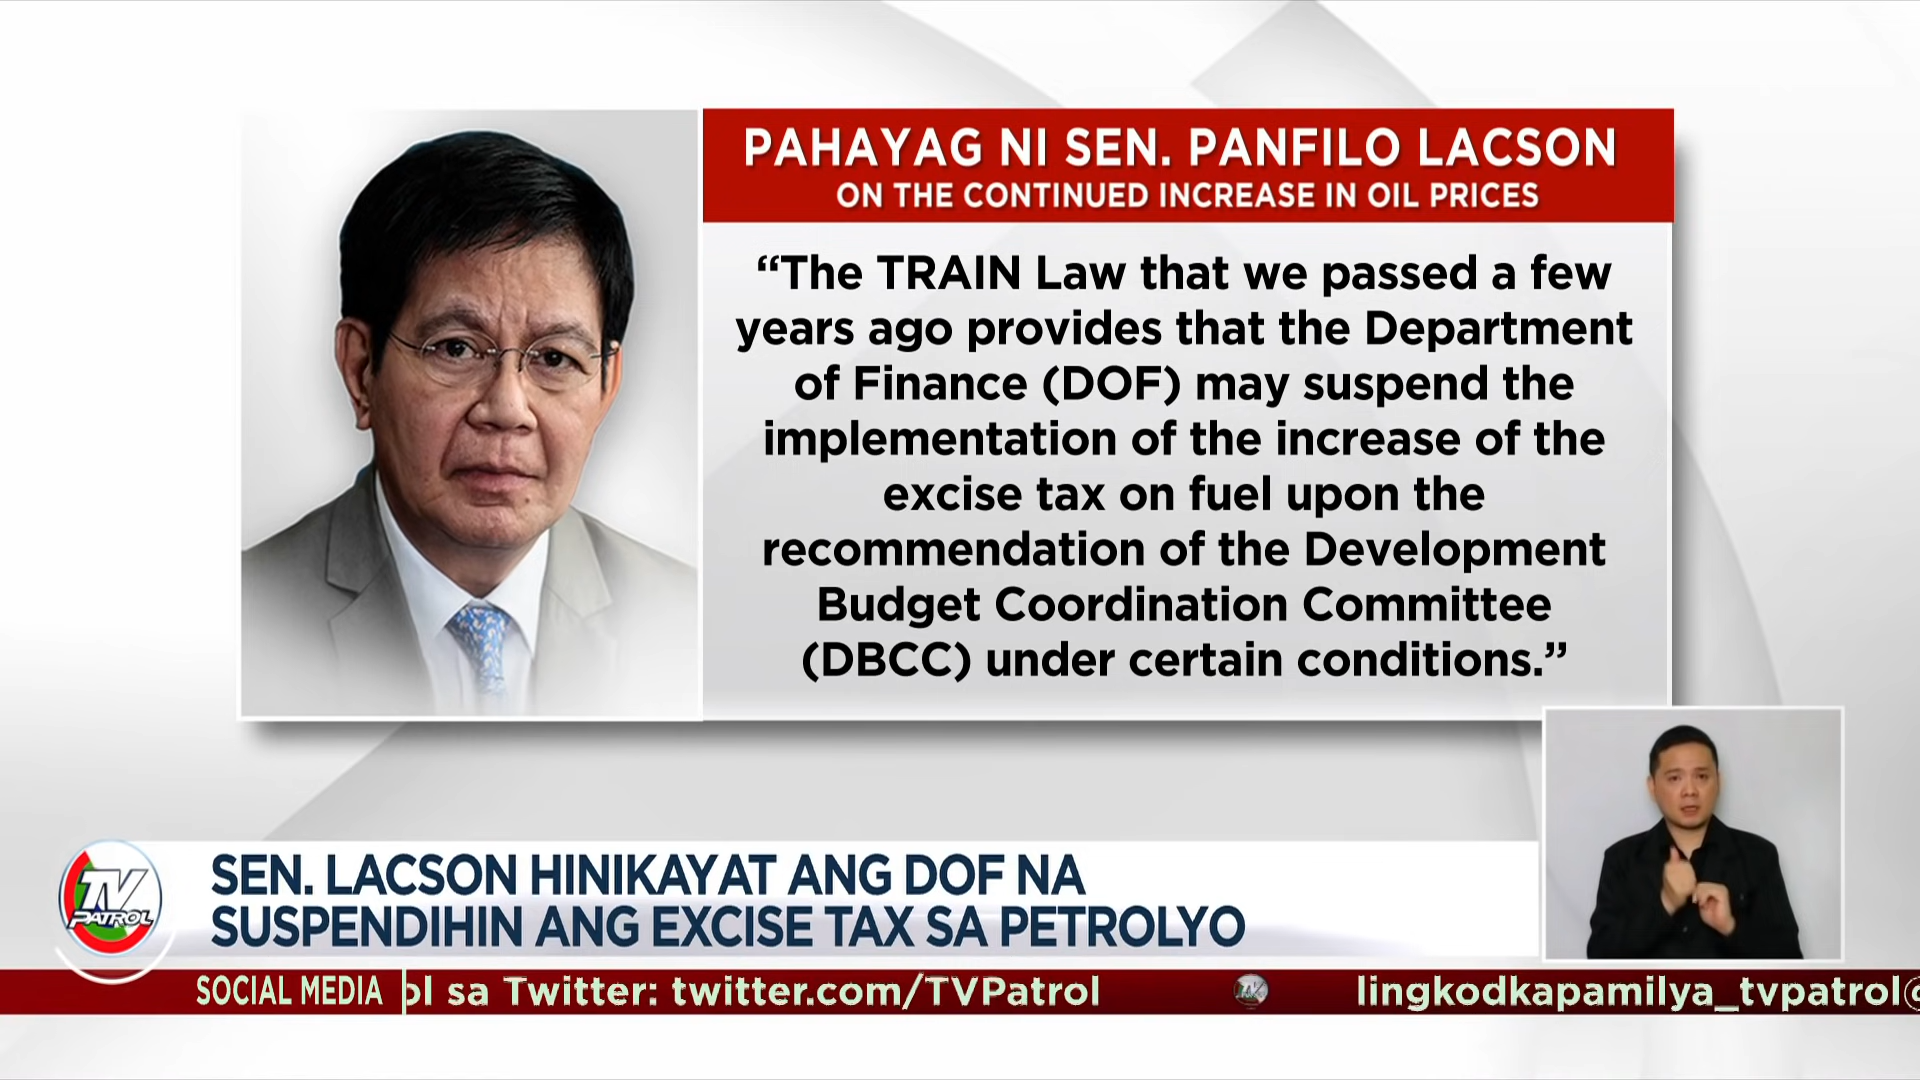 PAHAYAG NI SEN. PANFILO LACSON
ON THE CONTINUED INCREASE IN OIL PRICES
“The TRAIN Law that we passed a few
years ago provides that the Department
of Finance (DOF) may suspend the
implementation of the increase of the
excise tax on fuel upon the
recommendation of the Development
Budget Coordination Committee
(DBCC) under certain conditions.”
TV
PATROL
SEN. LACSON HINIKAYAT ANG DOF NA
SUSPENDIHIN ANG EXCISE TAX SA PETROLYO
SOCIAL MEDIA
sa Twitter: twitter.com/TVPatrol
lingkodkapamilya_tvpatrol@